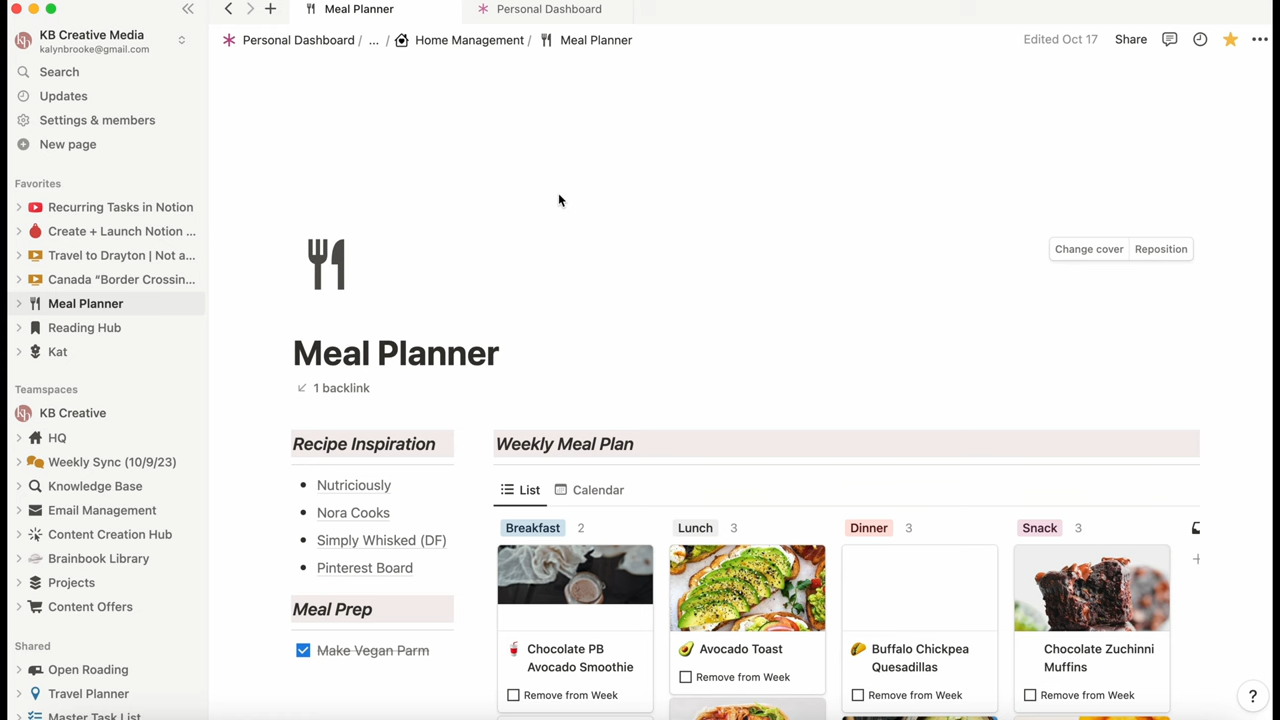 Meal Planner
Personal Dashboard
KB Creative Media
kalynbrooke@gmail.com
Personal Dashboard / ... / Home Management / Meal Planner
Edited Oct 17
Share
Search
Updates
Settings & members
New page
Favorites
Recurring Tasks in Notion
Create + Launch Notion ...
Travel to Drayton | Not a...
Canada "Border Crossin...
Meal Planner
Reading Hub
Kat
Teamspaces
KB Creative
HQ
Weekly Sync (10/9/23)
Knowledge Base
Email Management
Content Creation Hub
Brainbook Library
Projects
Content Offers
Shared
Open Roading
Travel Planner
Master Task List
Change cover
Reposition
Meal Planner
1 backlink
Recipe Inspiration
Nutriciously
Nora Cooks
Simply Whisked (DF)
Pinterest Board
Meal Prep
Make Vegan Parm
Weekly Meal Plan
List
Calendar
Breakfast 2
Lunch 3
Dinner 3
Snack 3
Chocolate PB
Avocado Smoothie
Remove from Week
Avocado Toast
Remove from Week
Buffalo Chickpea
Quesadillas
Remove from Week
Chocolate Zuchinni
Muffins
Remove from Week
?